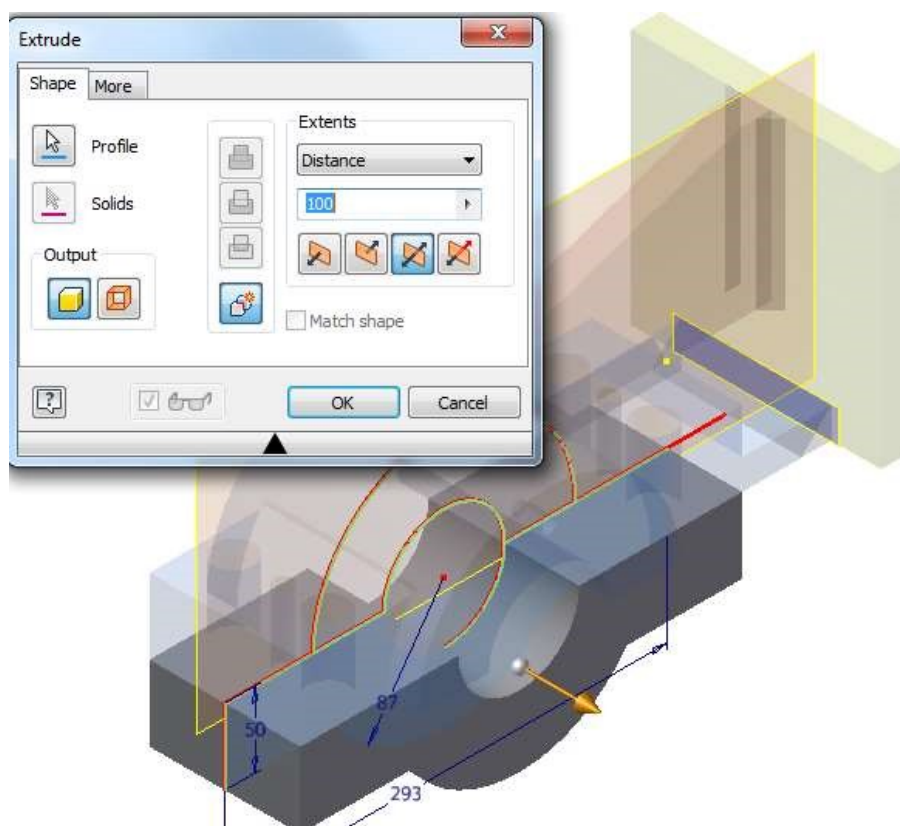 Extrude
Shape More
Profile
Solids
Output
Extents
Distance
100
Match shape
OK Cancel
50
87
293